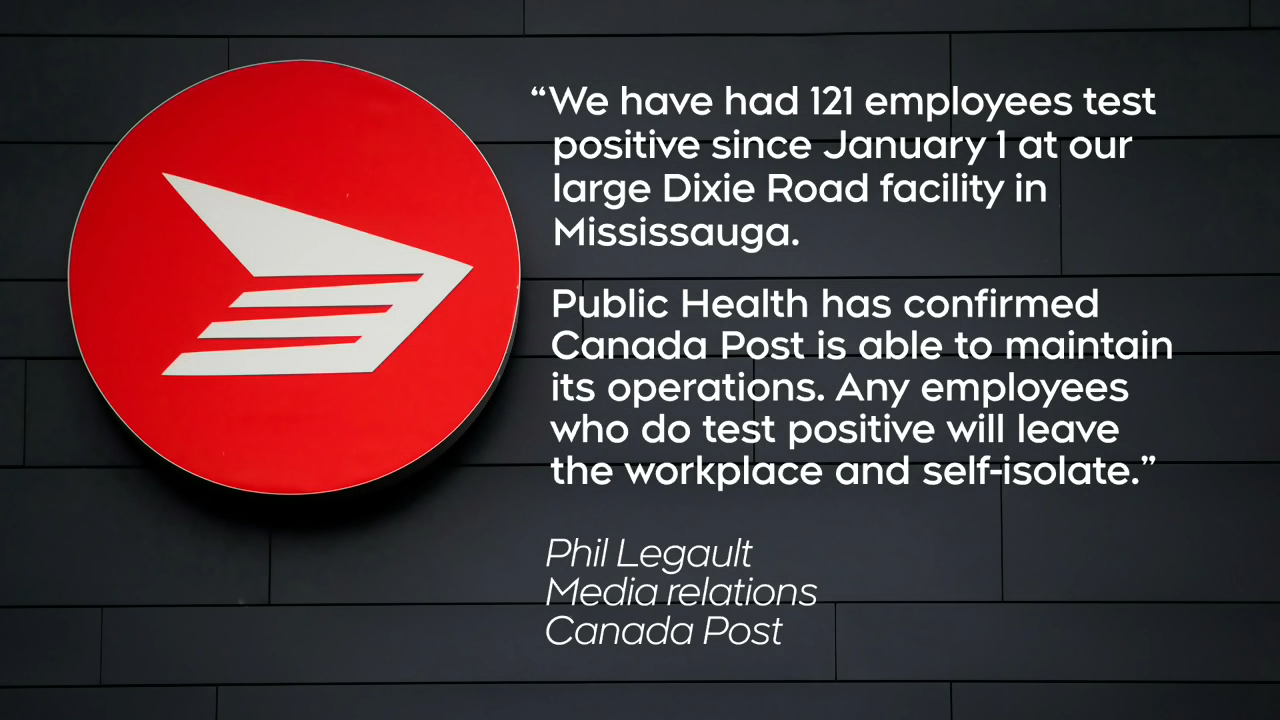 “We have had 121 employees test
positive since January 1 at our
large Dixie Road facility in
Mississauga.
Public Health has confirmed
Canada Post is able to maintain
its operations. Any employees
who do test positive will leave
the workplace and self-isolate.”
Phil Legault
Media relations
Canada Post